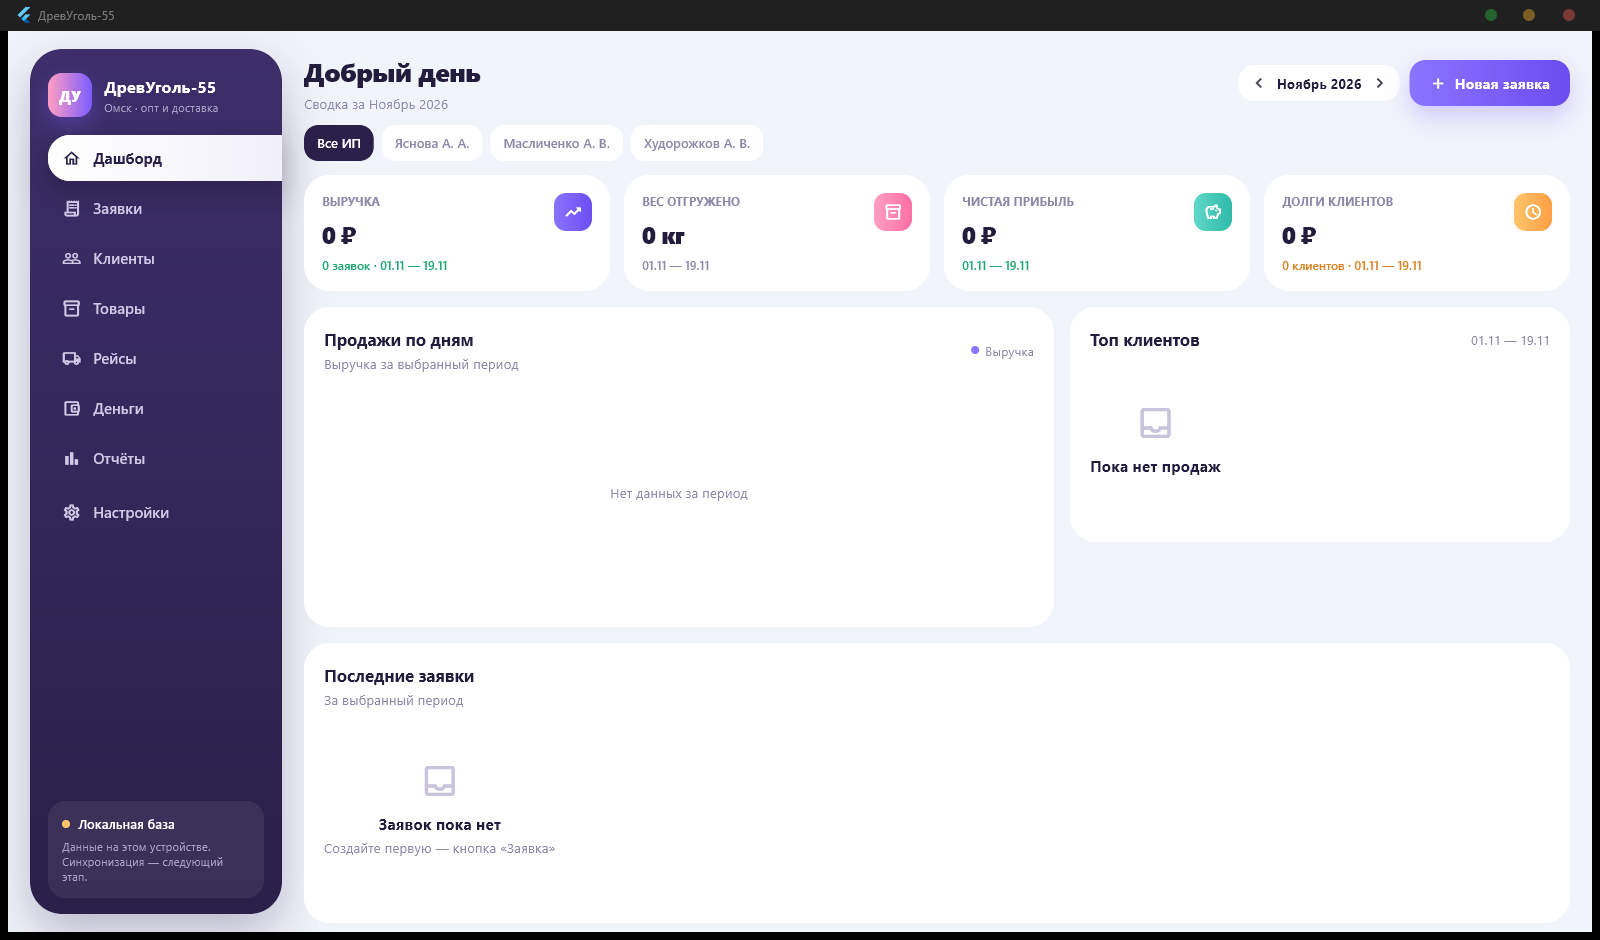 ДревУголь-55
ДУ
ДревУголь-55
Омск · опт и доставка
Дашборд
Заявки
Клиенты
Товары
Рейсы
Деньги
Отчёты
Настройки
Локальная база
Данные на этом устройстве.
Синхронизация — следующий
этап.
Добрый день
Сводка за Ноябрь 2026
Ноябрь 2026
+ Новая заявка
Все ИП
Яснова А. А.
Масличенко А. В.
Худорожков А. В.
ВЫРУЧКА
0 ₽
0 заявок · 01.11 — 19.11
ВЕС ОТГРУЖЕНО
0 кг
01.11 — 19.11
ЧИСТАЯ ПРИБЫЛЬ
0 ₽
01.11 — 19.11
ДОЛГИ КЛИЕНТОВ
0 ₽
0 клиентов · 01.11 — 19.11
Продажи по дням
Выручка за выбранный период
Выручка
Нет данных за период
Топ клиентов
01.11 — 19.11
Пока нет продаж
Последние заявки
За выбранный период
Заявок пока нет
Создайте первую — кнопка «Заявка»